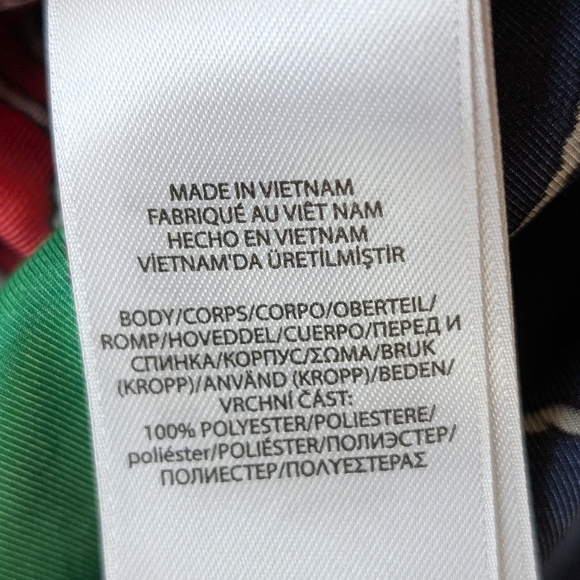 MADE IN VIETNAM
FABRIQUÉ AU VIÊT NAM
HECHO EN VIETNAM
VİETNAM'DA ÜRETİLMİŞTİR
BODY/CORPS/CORPO/OBERTEIL/
ROMP/HOVEDDEL/CUERPO/ПЕРЕД И
СПИНКА/КОРПУС/ΣΩΜΑ/BRUK
(KROPP)/ANVÄND (KROPP)/BEDEN/
VRCHNÍ ČÁST:
100% POLYESTER/POLIESTERE/
poliéster/POLIÉSTER/ПОЛИЭСТЕР/
ПОЛИЕСТЕР/ΠΟΛΥΕΣΤΕΡΑΣ